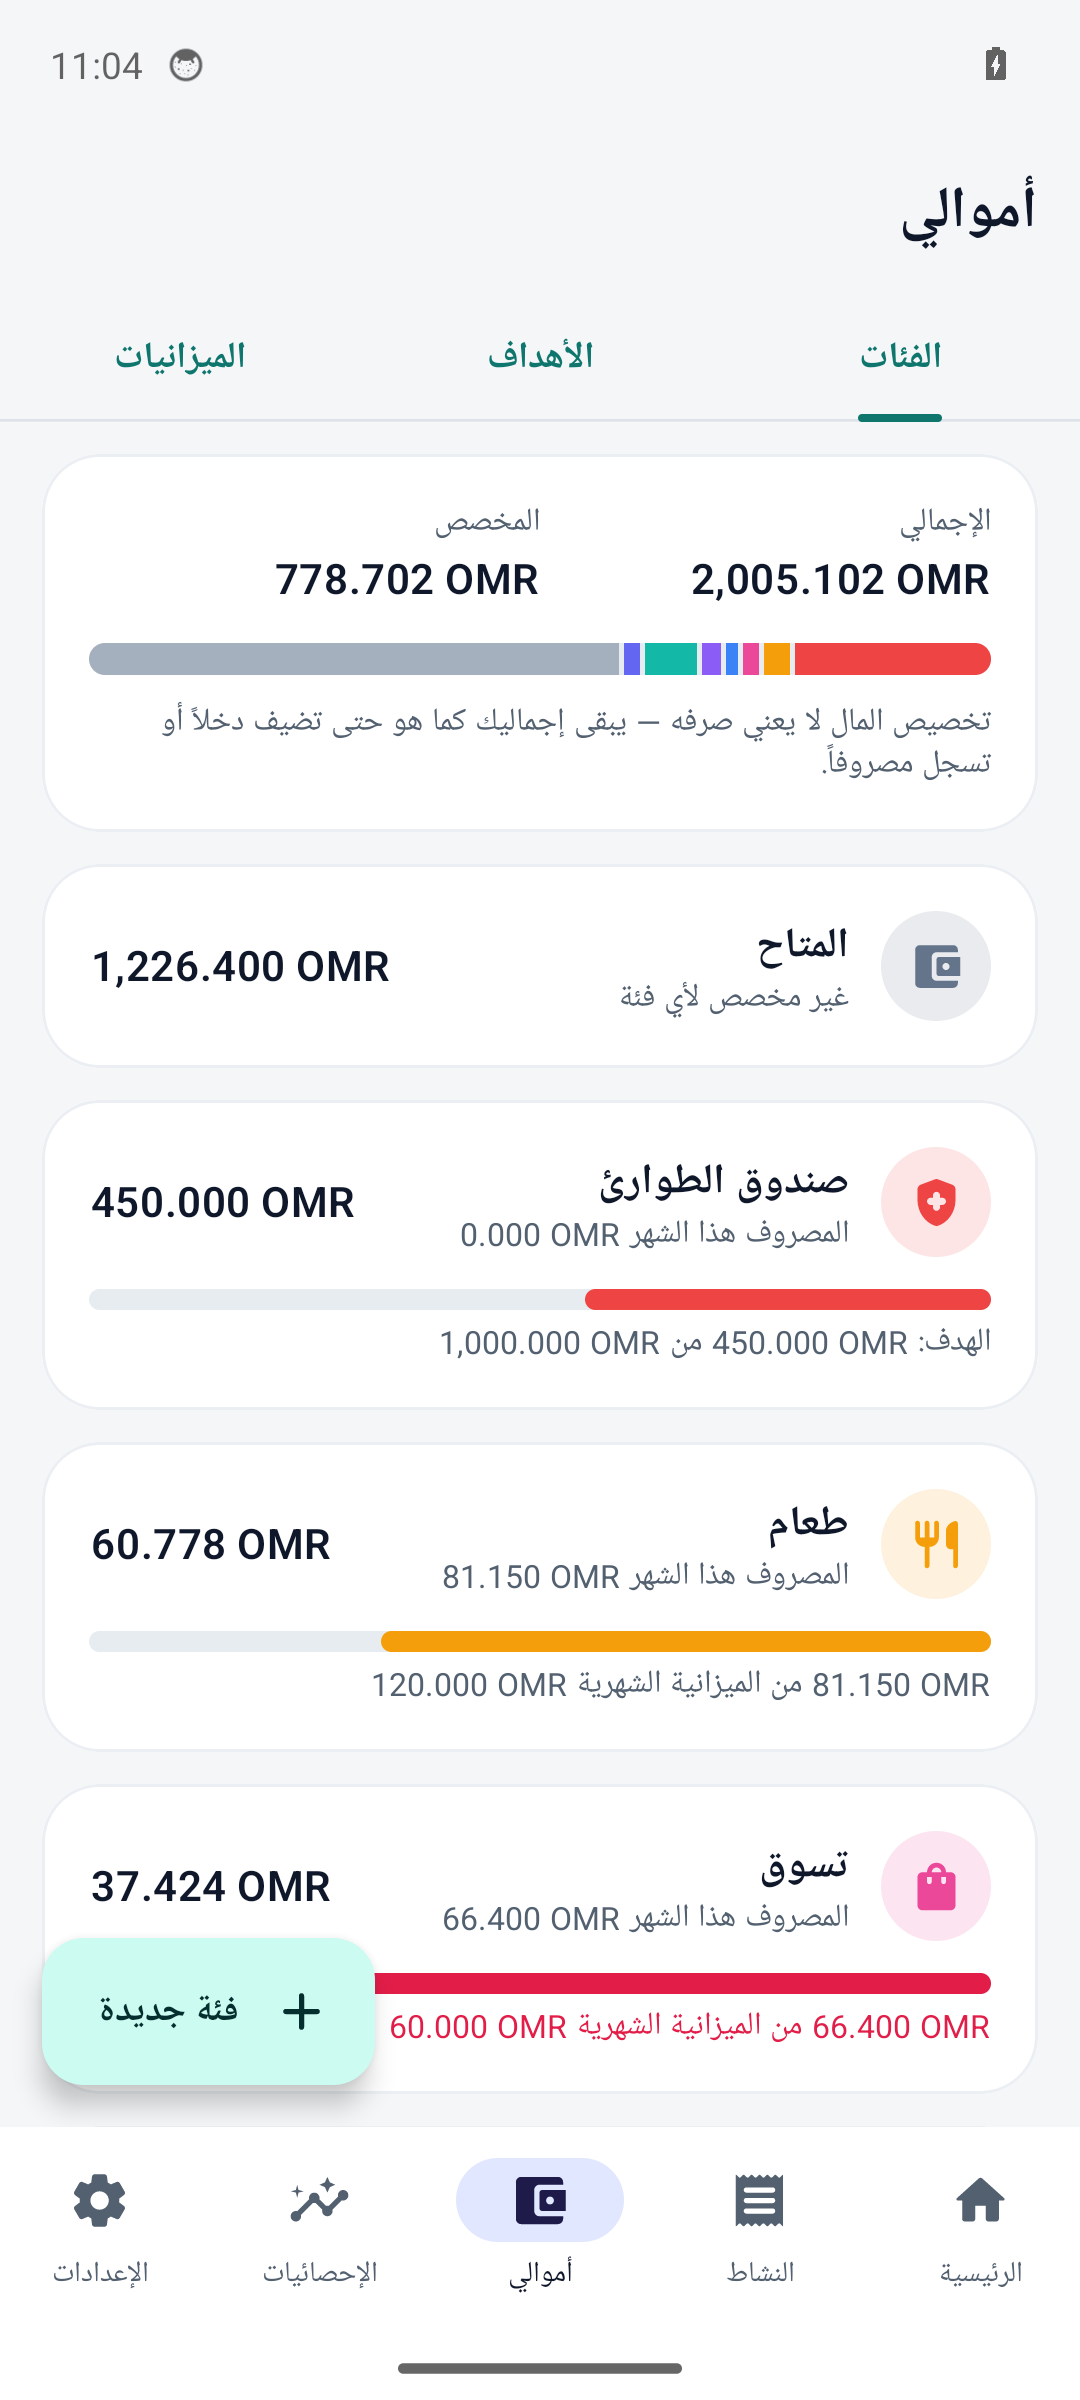 11:04
أموالي
الفئات
الأهداف
الميزانيات
الإجمالي
المخصص
2,005.102 OMR
778.702 OMR
تخصيص المال لا يعني صرفه — يبقى إجماليك كما هو حتى تضيف دخلاً أو
تسجل مصروفاً.
المتاح
غير مخصص لأي فئة
1,226.400 OMR
صندوق الطوارئ
المصروف هذا الشهر 0.000 OMR
450.000 OMR
الهدف: 450.000 OMR من 1,000.000 OMR
طعام
المصروف هذا الشهر 81.150 OMR
60.778 OMR
81.150 OMR من الميزانية الشهرية 120.000 OMR
تسوق
المصروف هذا الشهر 66.400 OMR
37.424 OMR
66.400 OMR من الميزانية الشهرية 60.000 OMR
فئة جديدة
الرئيسية
النشاط
أموالي
الإحصائيات
الإعدادات